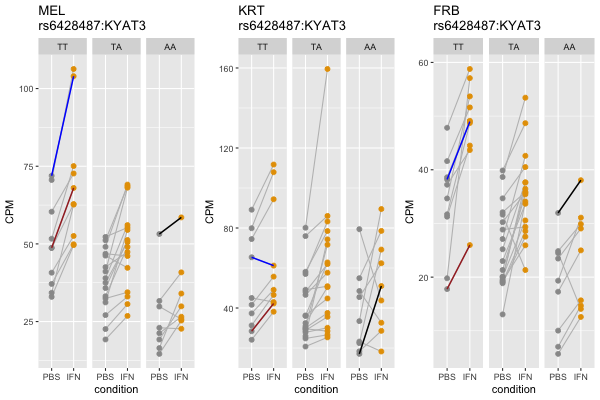 MEL
rs6428487:KYAT3
TT TA AA
CPM
100
75
50
25
PBS IFN PBS IFN PBS IFN
condition
KRT
rs6428487:KYAT3
TT TA AA
CPM
160
120
80
40
PBS IFN PBS IFN PBS IFN
condition
FRB
rs6428487:KYAT3
TT TA AA
CPM
60
40
20
PBS IFN PBS IFN PBS IFN
condition